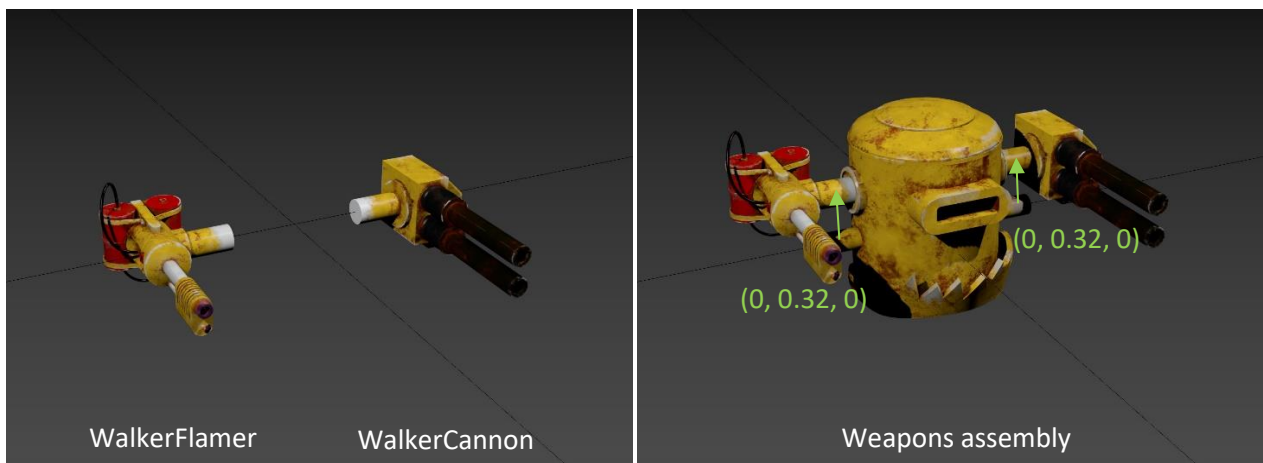 WalkerFlamer
WalkerCannon
(0, 0.32, 0)
(0, 0.32, 0)
Weapons assembly